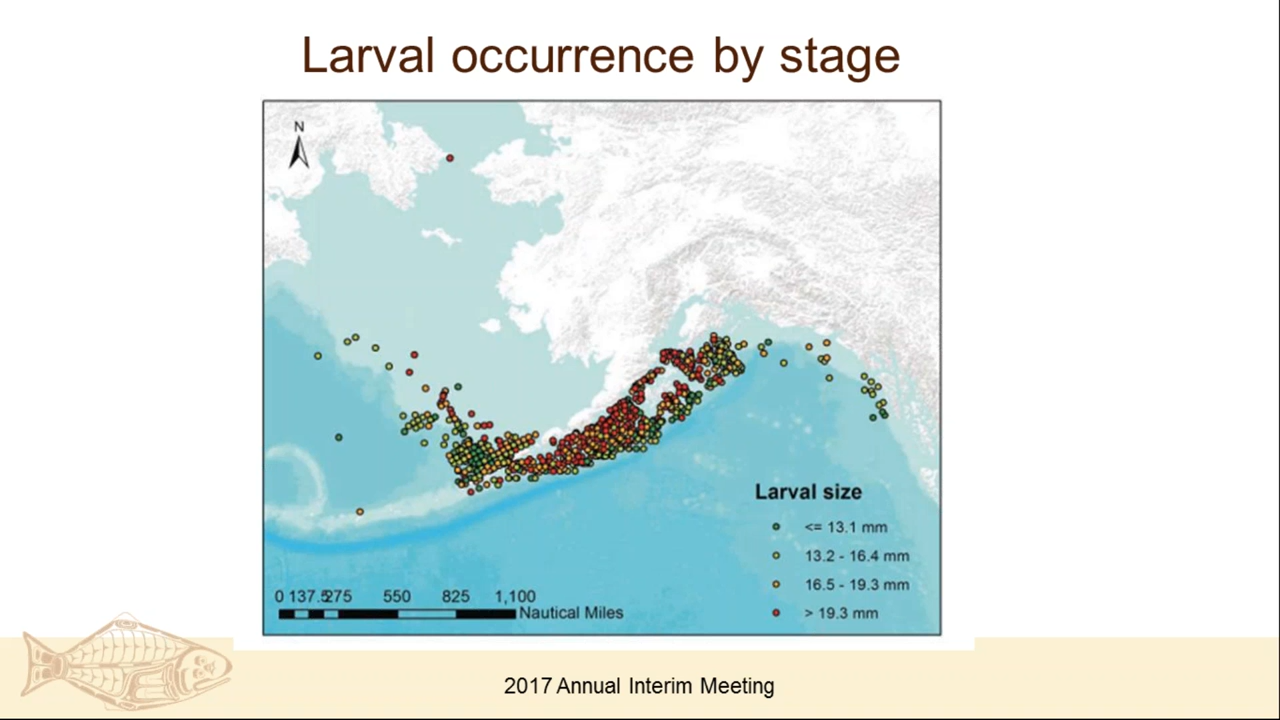 Larval occurrence by stage
N
Larval size
<= 13.1 mm
13.2 - 16.4 mm
16.5 - 19.3 mm
> 19.3 mm
0 137.5 275 550 825 1,100
Nautical Miles
2017 Annual Interim Meeting